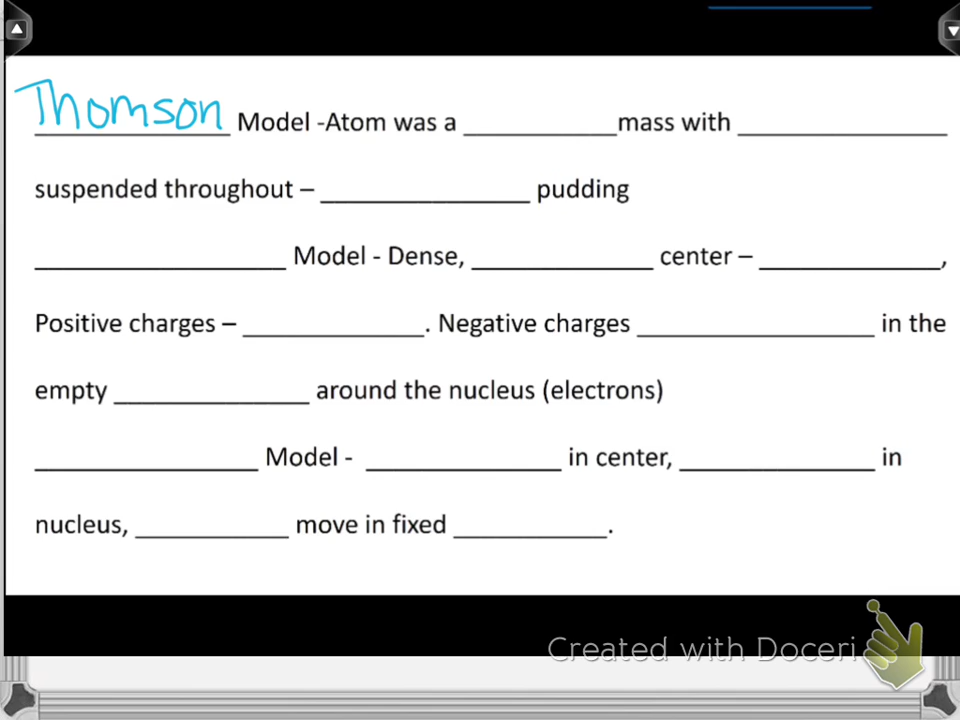 Thomson Model -Atom was a ____________mass with ________________
suspended throughout – ________________ pudding
___________________ Model - Dense, ______________ center – ______________,
Positive charges – ______________. Negative charges __________________ in the
empty _______________ around the nucleus (electrons)
_________________ Model - _______________ in center, _______________ in
nucleus, ____________ move in fixed ____________.
Created with Doceri